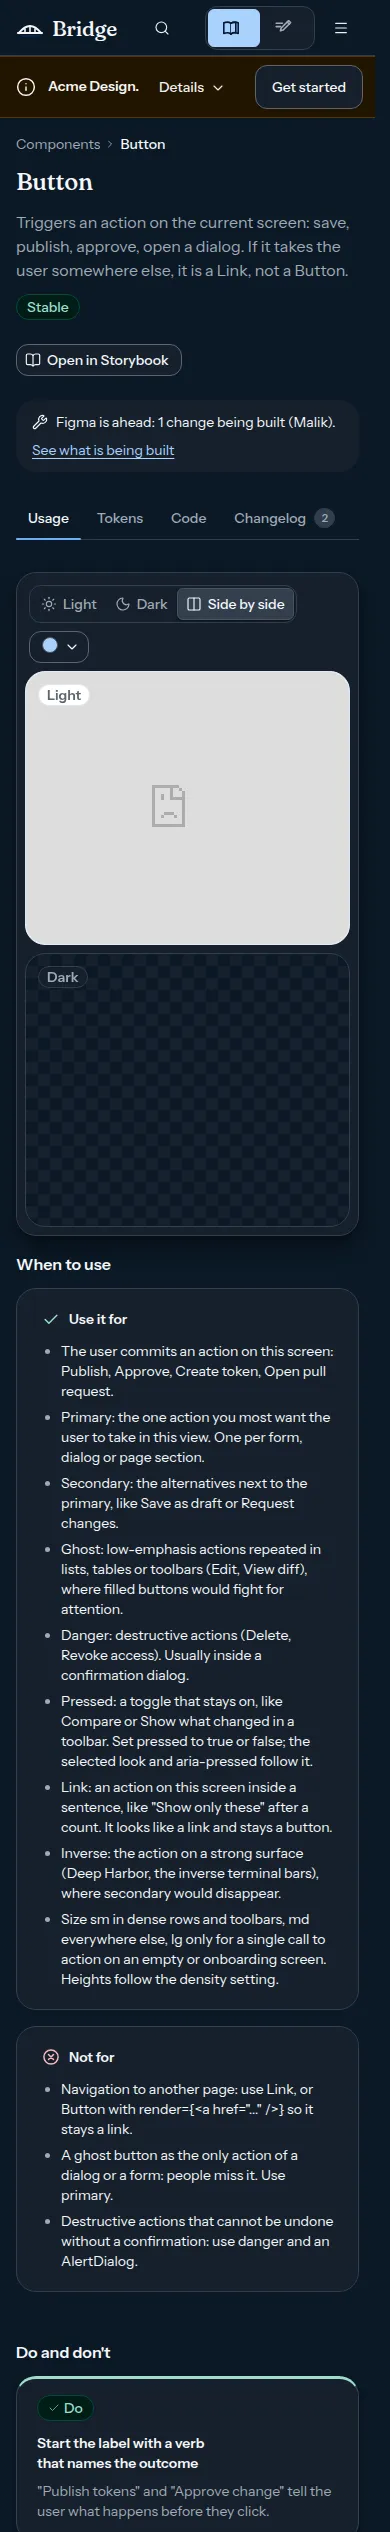 Bridge
Acme Design.
Details
Get started
Components > Button
Button
Triggers an action on the current screen: save,
publish, approve, open a dialog. If it takes the
user somewhere else, it is a Link, not a Button.
Stable
Open in Storybook
Figma is ahead: 1 change being built (Malik).
See what is being built
Usage Tokens Code Changelog 2
Light Dark Side by side
Light
Dark
When to use
Use it for
• The user commits an action on this screen:
Publish, Approve, Create token, Open pull
request.
• Primary: the one action you most want the
user to take in this view. One per form,
dialog or page section.
• Secondary: the alternatives next to the
primary, like Save as draft or Request
changes.
• Ghost: low-emphasis actions repeated in
lists, tables or toolbars (Edit, View diff),
where filled buttons would fight for
attention.
• Danger: destructive actions (Delete,
Revoke access). Usually inside a
confirmation dialog.
• Pressed: a toggle that stays on, like
Compare or Show what changed in a
toolbar. Set pressed to true or false; the
selected look and aria-pressed follow it.
• Link: an action on this screen inside a
sentence, like "Show only these" after a
count. It looks like a link and stays a button.
• Inverse: the action on a strong surface
(Deep Harbor, the inverse terminal bars),
where secondary would disappear.
• Size sm in dense rows and toolbars, md
everywhere else, lg only for a single call to
action on an empty or onboarding screen.
Heights follow the density setting.
Not for
• Navigation to another page: use Link, or
Button with render={<a href="..." />} so it
stays a link.
• A ghost button as the only action of a
dialog or a form: people miss it. Use
primary.
• Destructive actions that cannot be undone
without a confirmation: use danger and an
AlertDialog.
Do and don't
Do
Start the label with a verb
that names the outcome
"Publish tokens" and "Approve change" tell the
user what happens before they click.